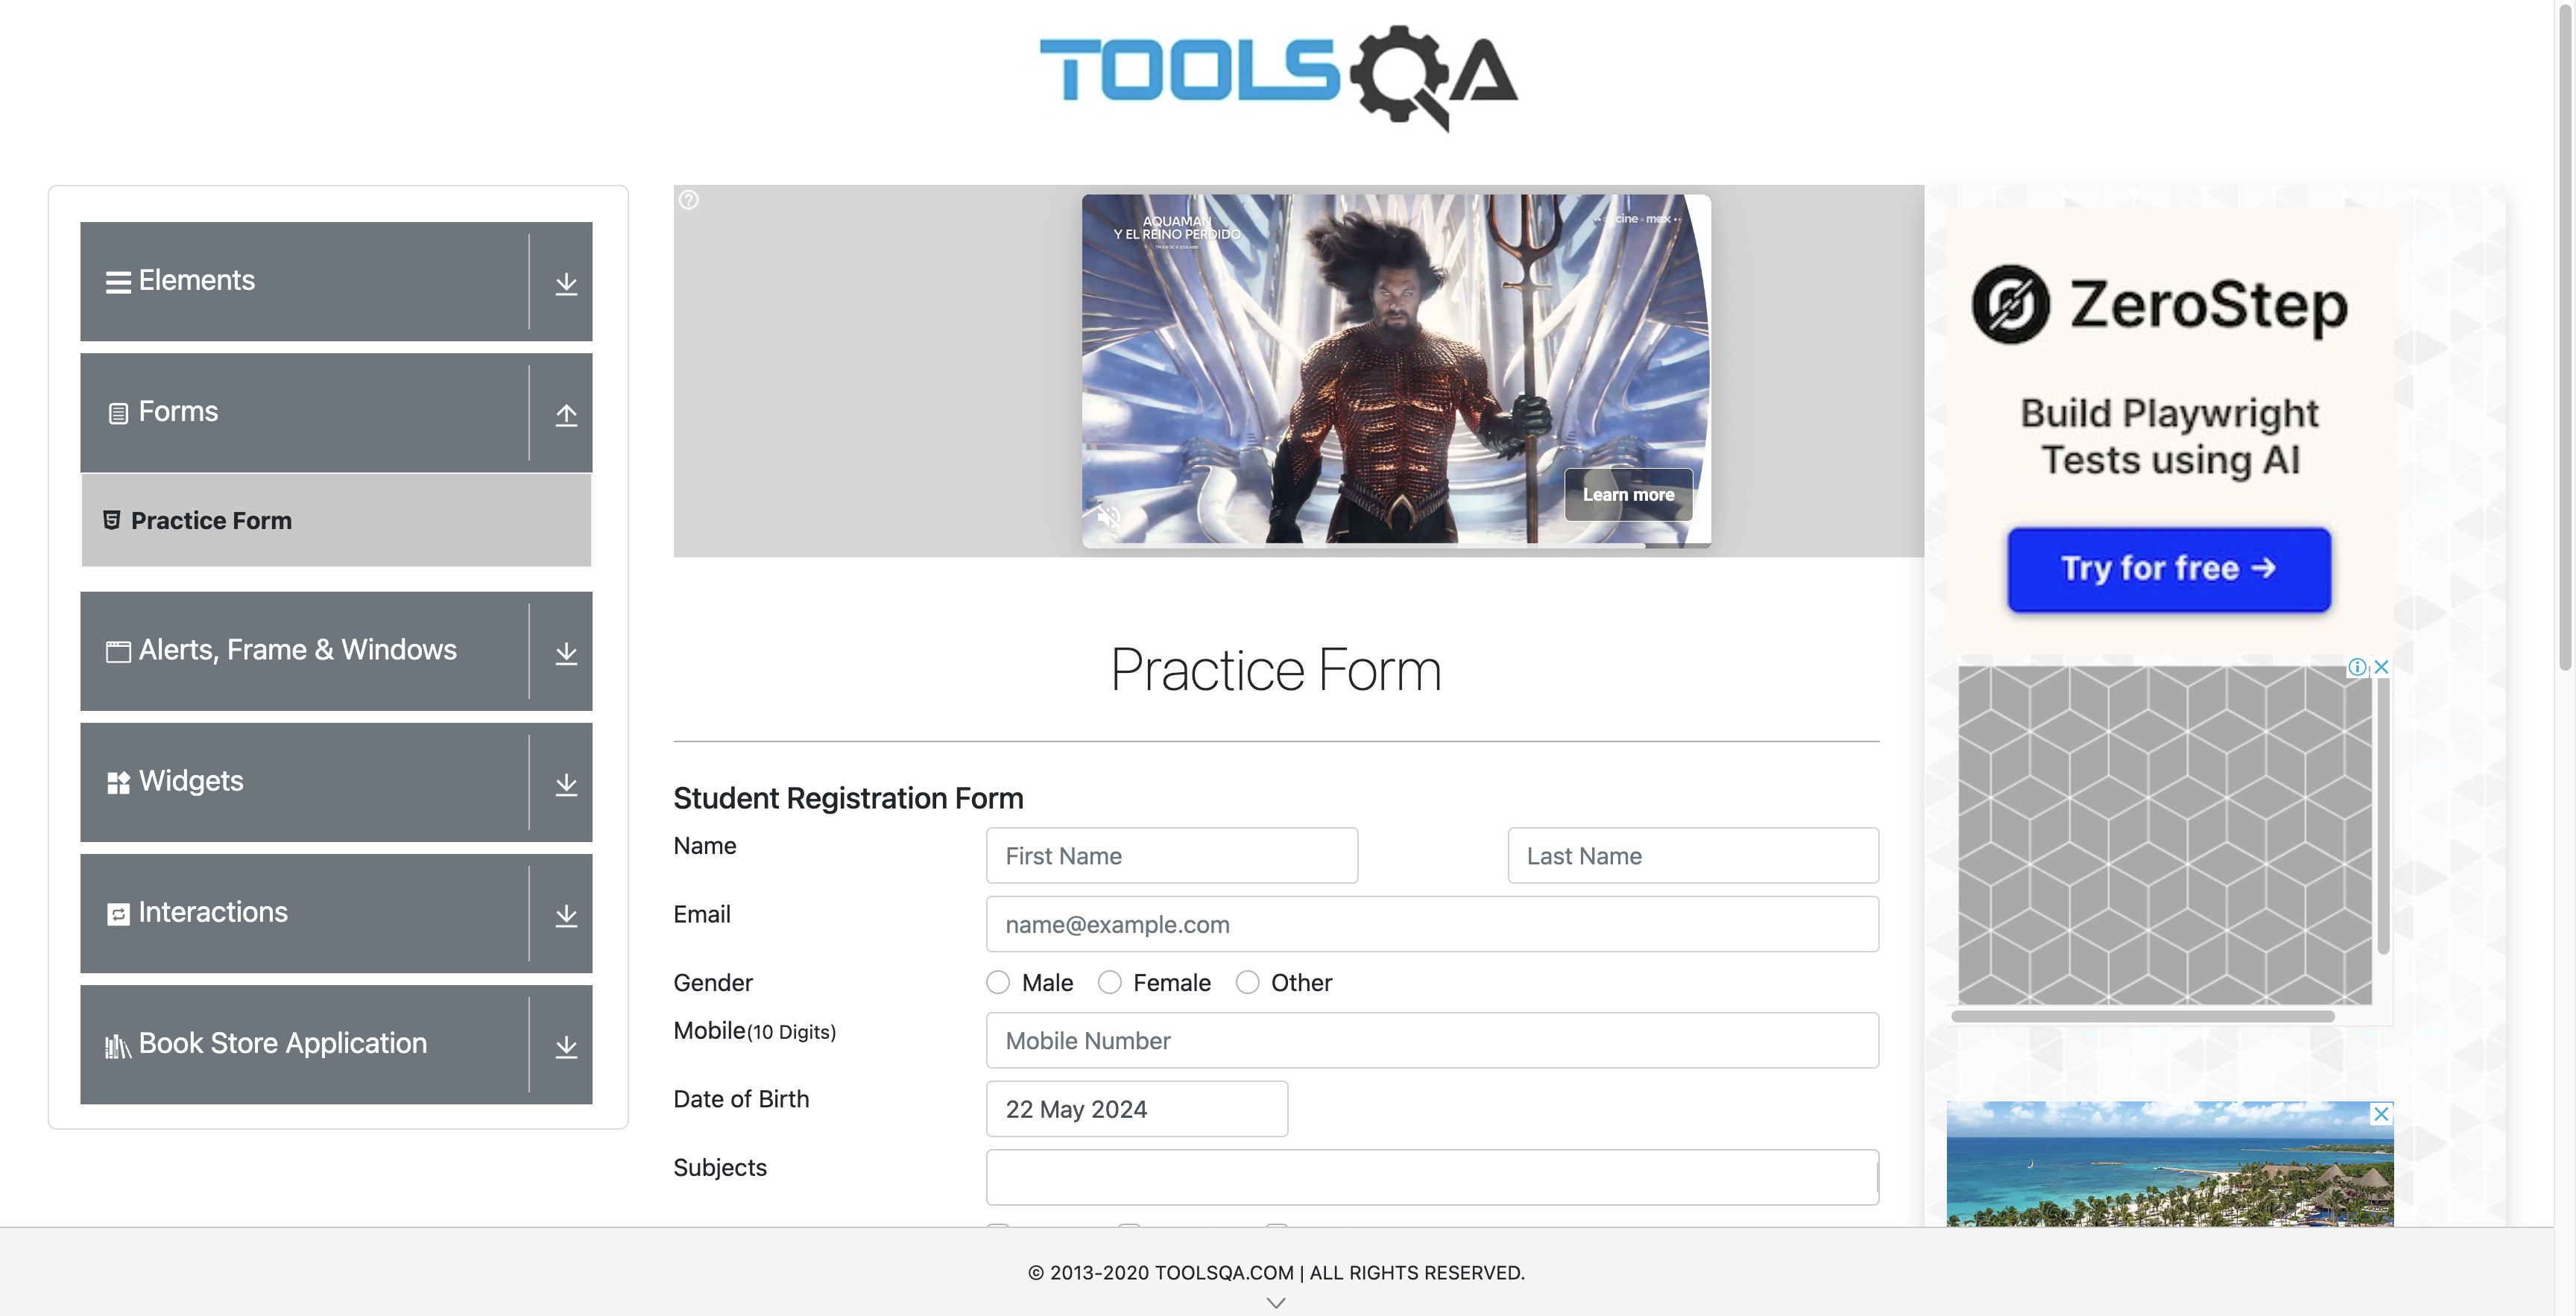 TOOLSQA
Elements
Forms
Practice Form
Alerts, Frame & Windows
Widgets
Interactions
Book Store Application
AQUAMAN
Y EL REINO PERDIDO
cine
max
Learn more
Practice Form
Student Registration Form
Name
First Name
Last Name
Email
name@example.com
Gender
Male
Female
Other
Mobile(10 Digits)
Mobile Number
Date of Birth
22 May 2024
Subjects
ZeroStep
Build Playwright
Tests using AI
Try for free →
© 2013-2020 TOOLSQA.COM | ALL RIGHTS RESERVED.